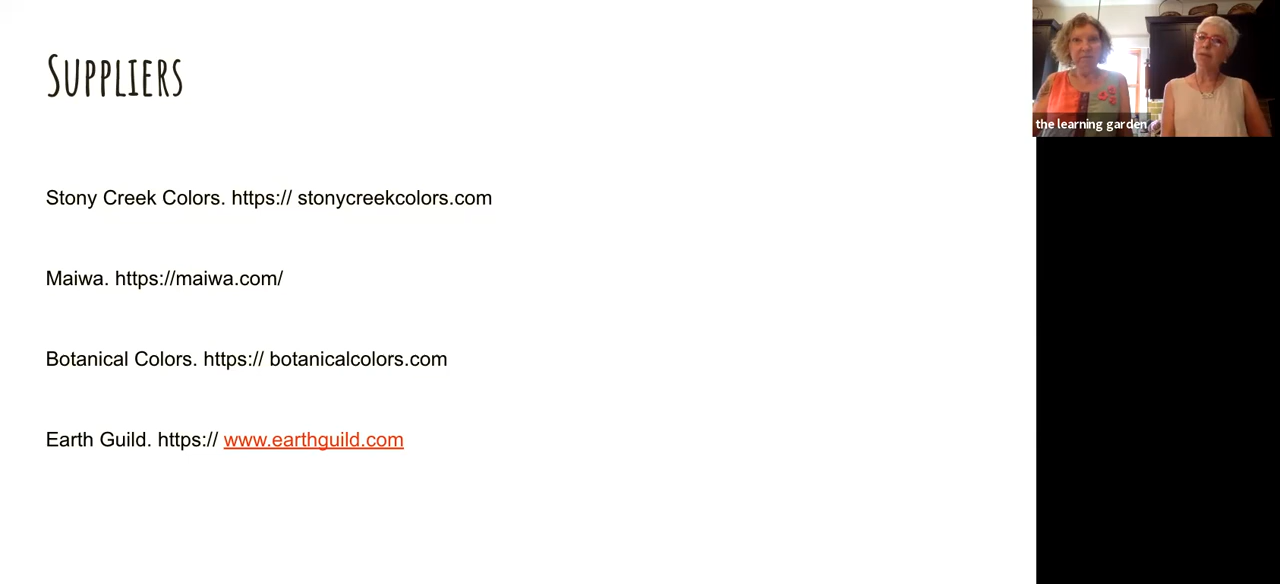 Suppliers
the learning garden
Stony Creek Colors. https:// stonycreekcolors.com
Maiwa. https://maiwa.com/
Botanical Colors. https:// botanicalcolors.com
Earth Guild. https:// www.earthguild.com